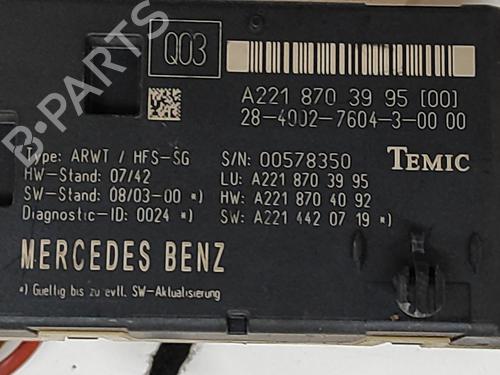 Q03
A221 870 39 95 [00]
28-4002-7604-3-00 00
Type: ARWT / HFS-SG
S/N: 00578350
TEMIC
HW-Stand: 07/42
LU: A221 870 39 95
SW-Stand: 08/03-00 *)
HW: A221 870 40 92
Diagnostic-ID: 0024 *)
SW: A221 442 07 19 *)
MERCEDES BENZ
*) Gueltig bis zu evtl. SW-Aktualisierung
B-PARTS